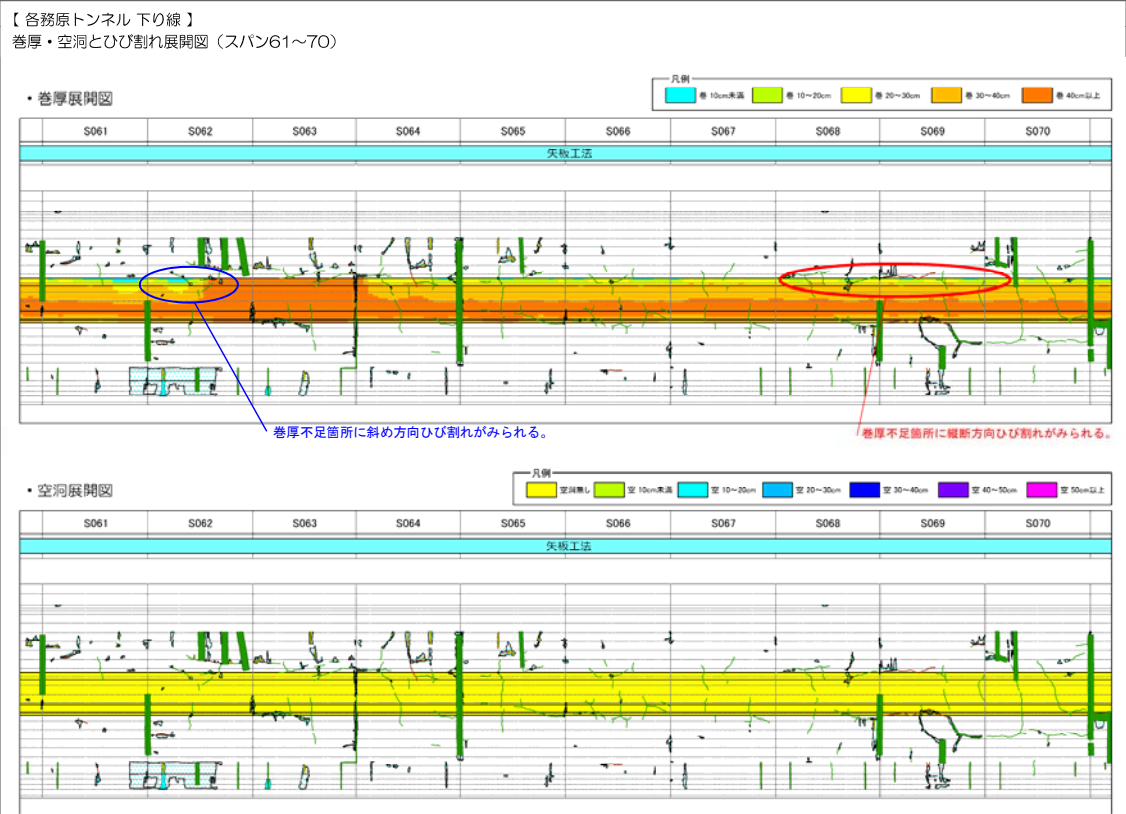 【 各務原トンネル 下り線 】
巻厚・空洞とひび割れ展開図（スパン61～70）
・巻厚展開図
凡例
巻 10cm未満 巻 10～20cm 巻 20～30cm 巻 30～40cm 巻 40cm以上
S061 S062 S063 S064 S065 S066 S067 S068 S069 S070
矢板工法
巻厚不足箇所に斜め方向ひび割れがみられる。
巻厚不足箇所に縦断方向ひび割れがみられる。
・空洞展開図
凡例
空洞無し 空 10cm未満 空 10～20cm 空 20～30cm 空 30～40cm 空 40～50cm 空 50cm以上
S061 S062 S063 S064 S065 S066 S067 S068 S069 S070
矢板工法